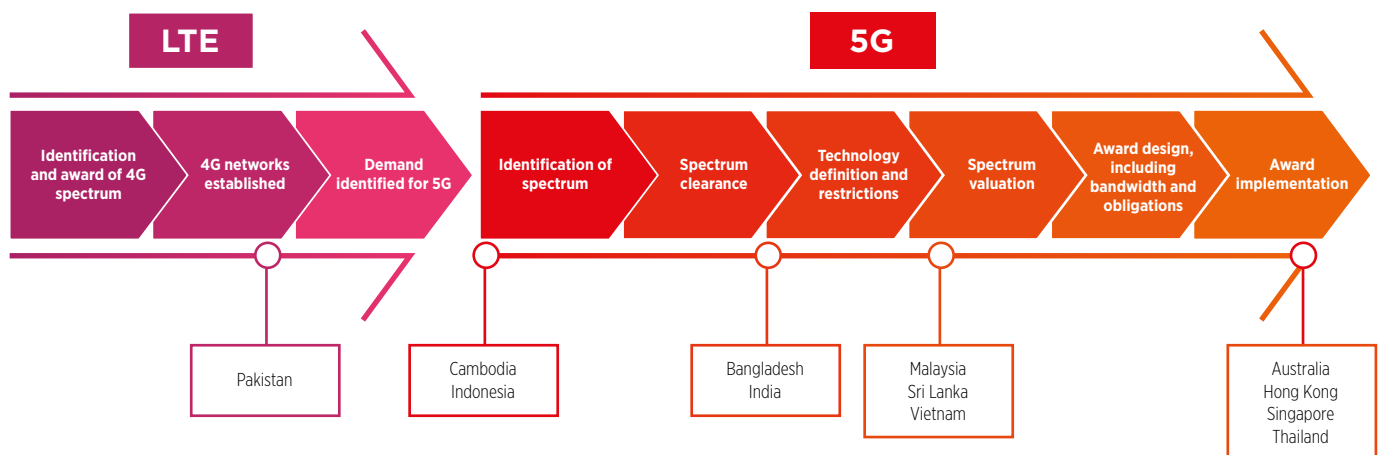 LTE
5G
Identification
and award of 4G
spectrum
4G networks
established
Demand
identified for 5G
Identification of
spectrum
Spectrum
clearance
Technology
definition and
restrictions
Spectrum
valuation
Award design,
including
bandwidth and
obligations
Award
implementation
Pakistan
Cambodia
Indonesia
Bangladesh
India
Malaysia
Sri Lanka
Vietnam
Australia
Hong Kong
Singapore
Thailand